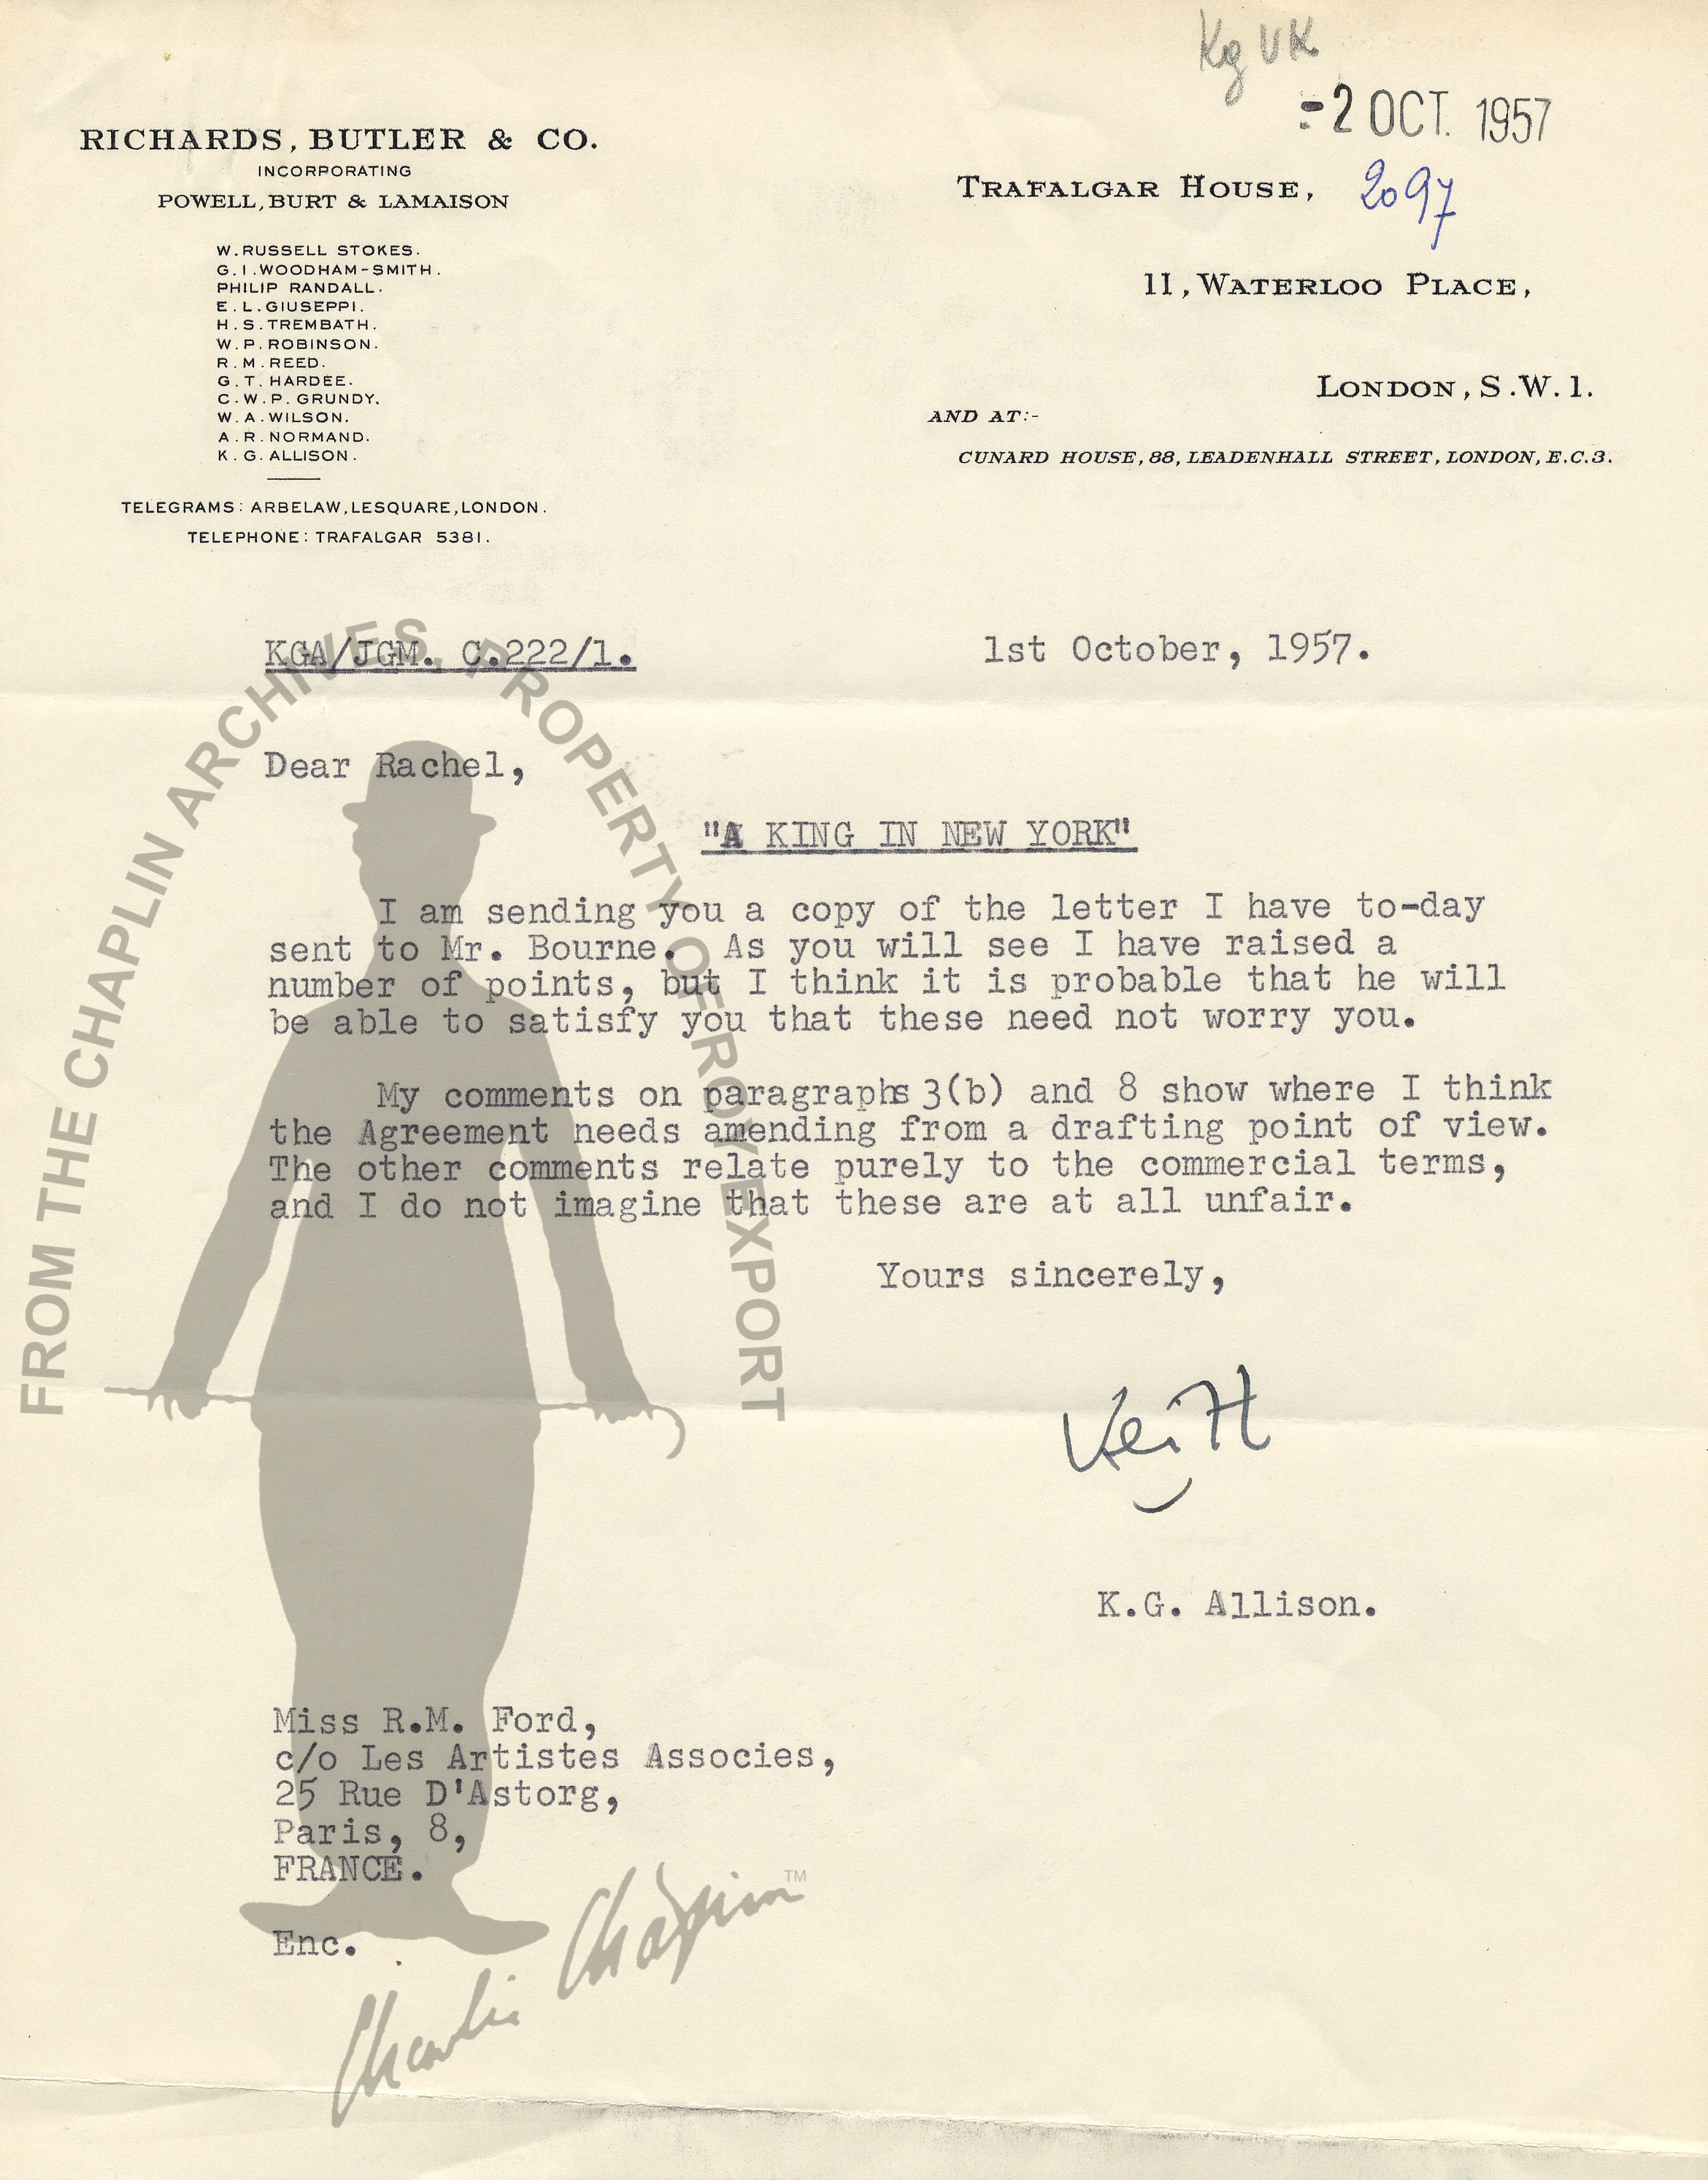 Kg UK
-2 OCT. 1957
RICHARDS, BUTLER & CO.
INCORPORATING
POWELL, BURT & LAMAISON
W. RUSSELL STOKES.
G. I. WOODHAM-SMITH.
PHILIP RANDALL.
E. L. GIUSEPPI.
H. S. TREMBATH.
W. P. ROBINSON.
R. M. REED.
G. T. HARDEE.
C. W. P. GRUNDY.
W. A. WILSON.
A. R. NORMAND.
K. G. ALLISON.
TELEGRAMS: ARBELAW, LESQUARE, LONDON.
TELEPHONE: TRAFALGAR 5381.
TRAFALGAR HOUSE,
2097
11, WATERLOO PLACE,
LONDON, S.W.1.
AND AT:-
CUNARD HOUSE, 88, LEADENHALL STREET, LONDON, E.C.3.
KGA/JGM. C.222/1.
1st October, 1957.
Dear Rachel,
"A KING IN NEW YORK"
I am sending you a copy of the letter I have to-day
sent to Mr. Bourne. As you will see I have raised a
number of points, but I think it is probable that he will
be able to satisfy you that these need not worry you.
My comments on paragraphs 3(b) and 8 show where I think
the Agreement needs amending from a drafting point of view.
The other comments relate purely to the commercial terms,
and I do not imagine that these are at all unfair.
Yours sincerely,
Keith
K.G. Allison.
Miss R.M. Ford,
c/o Les Artistes Associes,
25 Rue D'Astorg,
Paris, 8,
FRANCE.
Enc.
FROM THE CHAPLIN ARCHIVES, PROPERTY OF ROY EXPORT
Charlie Chaplin™